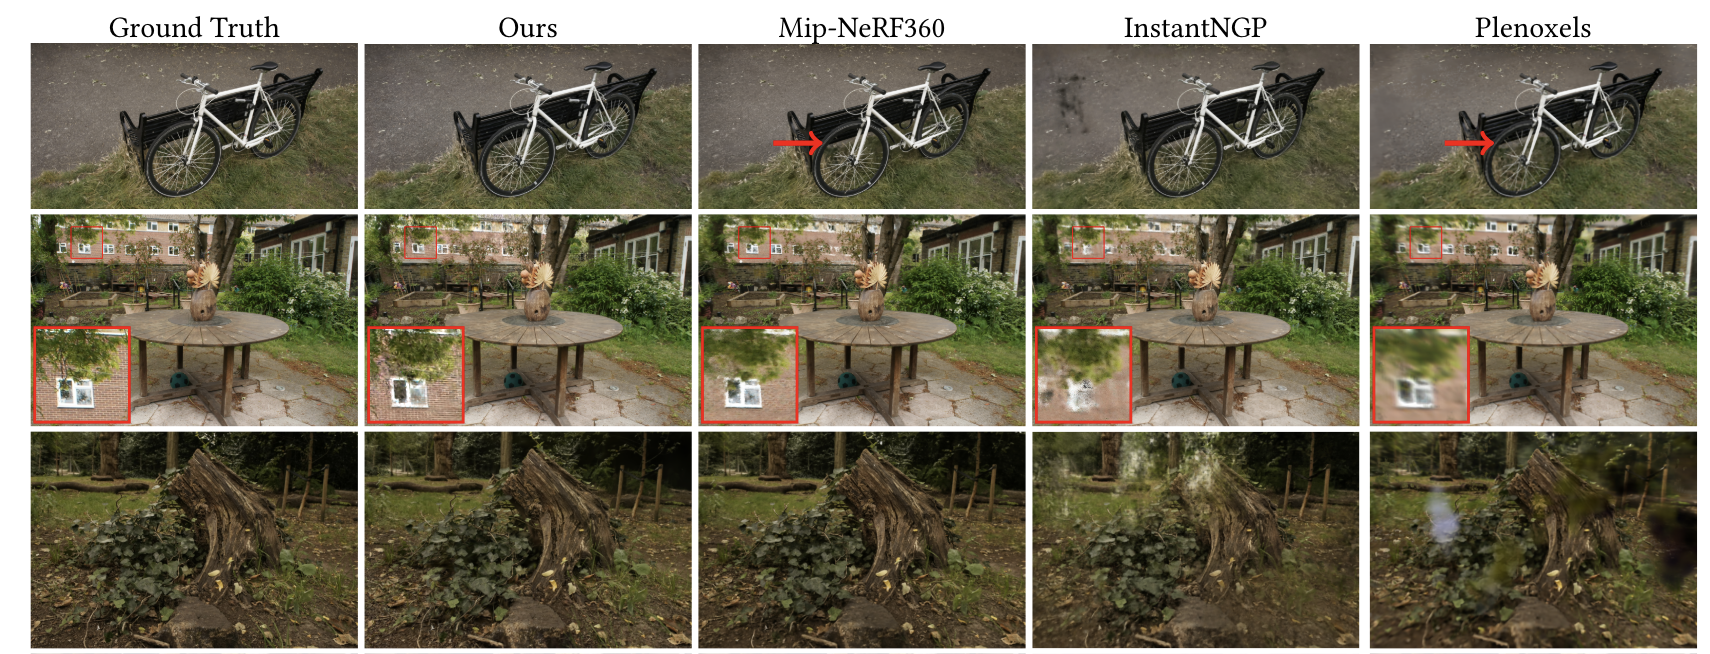 Ground Truth
Ours
Mip-NeRF360
InstantNGP
Plenoxels